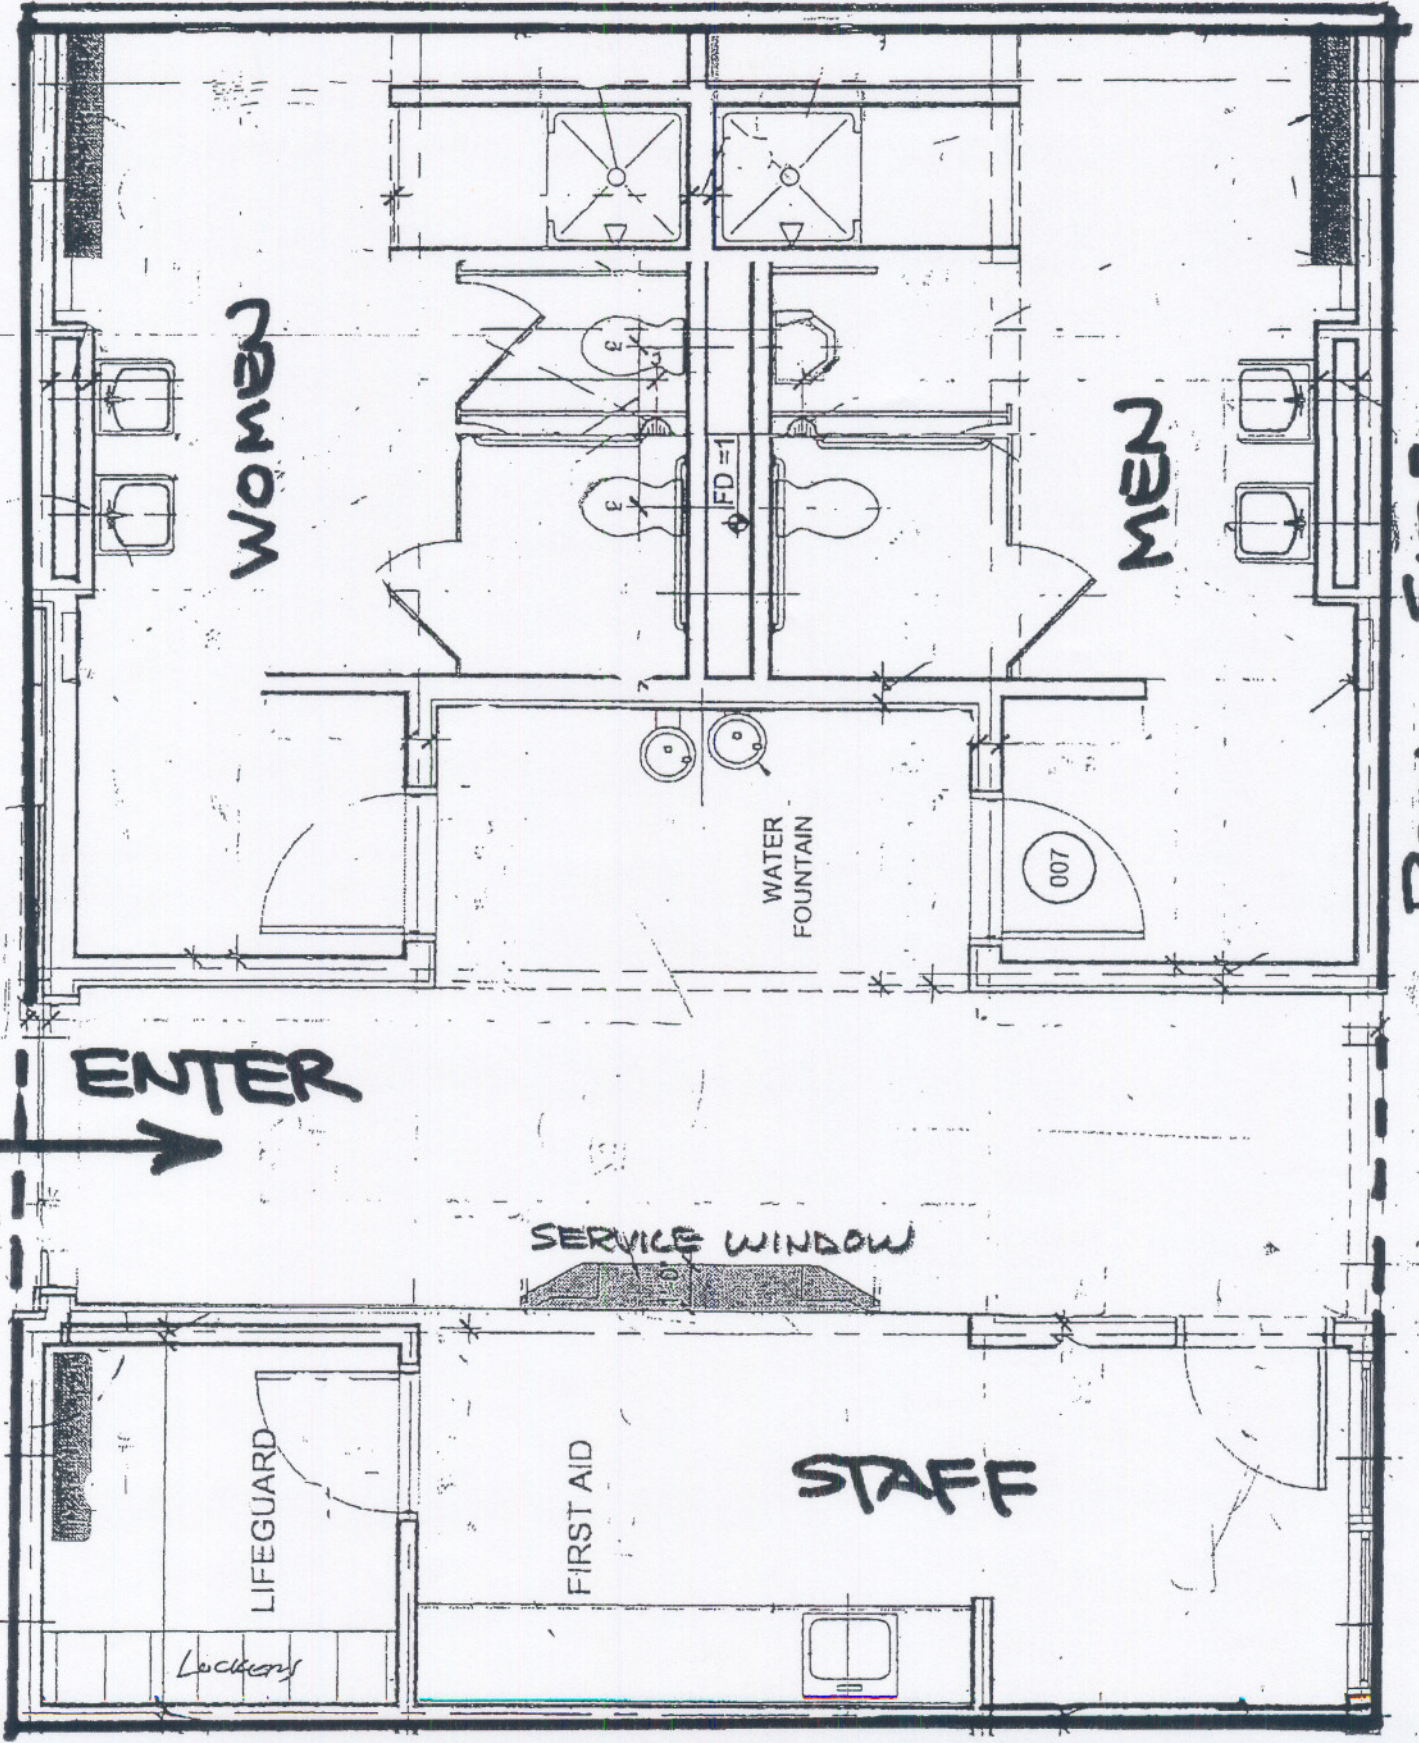 WOMEN
MEN
FD=1
WATER
FOUNTAIN
007
ENTER
SERVICE WINDOW
LIFEGUARD
FIRST AID
STAFF
Lockers